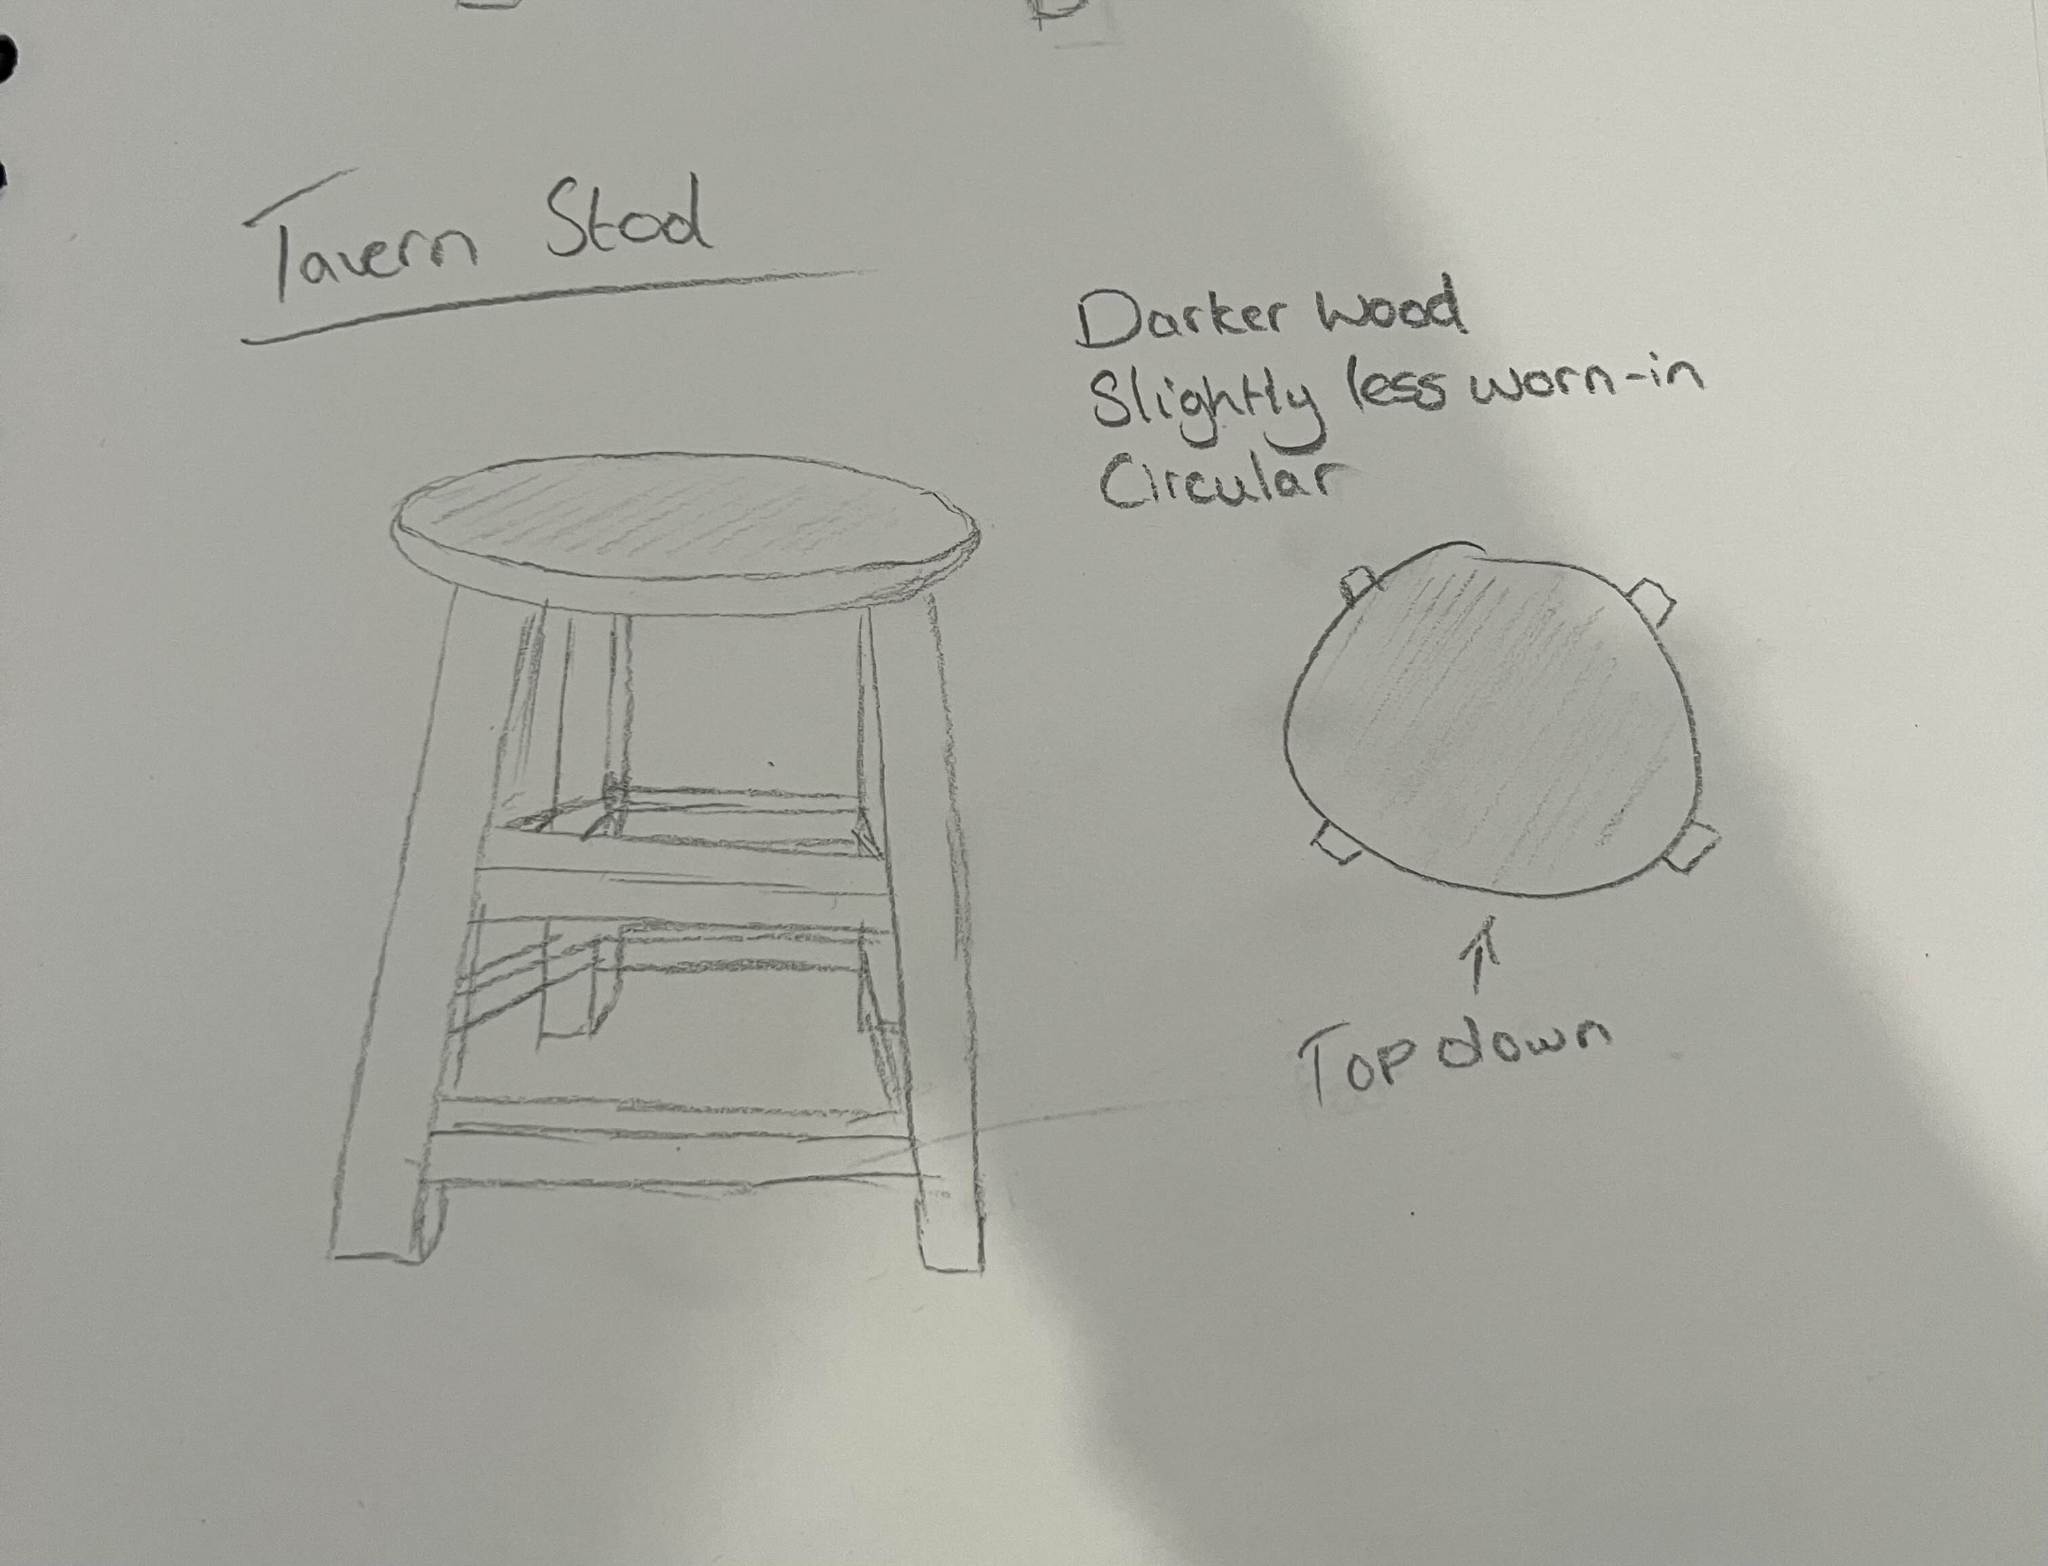 Tavern Stool
Darker wood
Slightly less worn-in
Circular
Top down